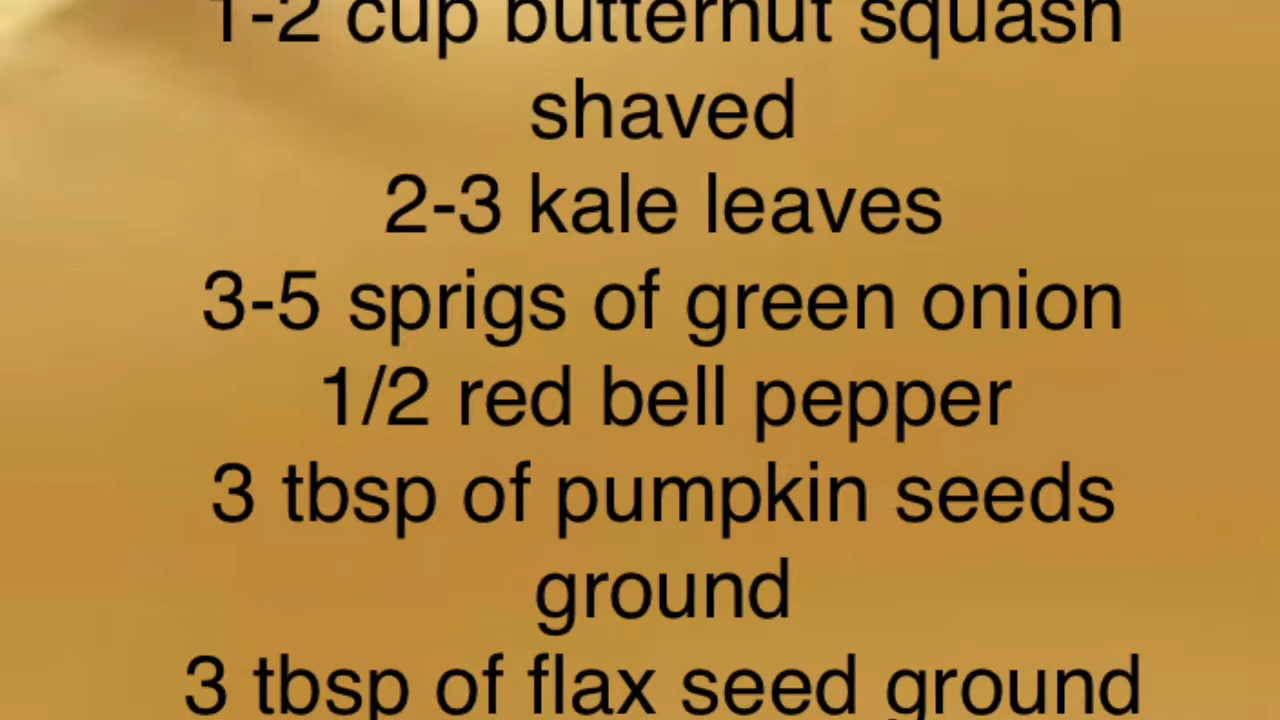 1-2 cup butternut squash
shaved
2-3 kale leaves
3-5 sprigs of green onion
1/2 red bell pepper
3 tbsp of pumpkin seeds
ground
3 tbsp of flax seed ground